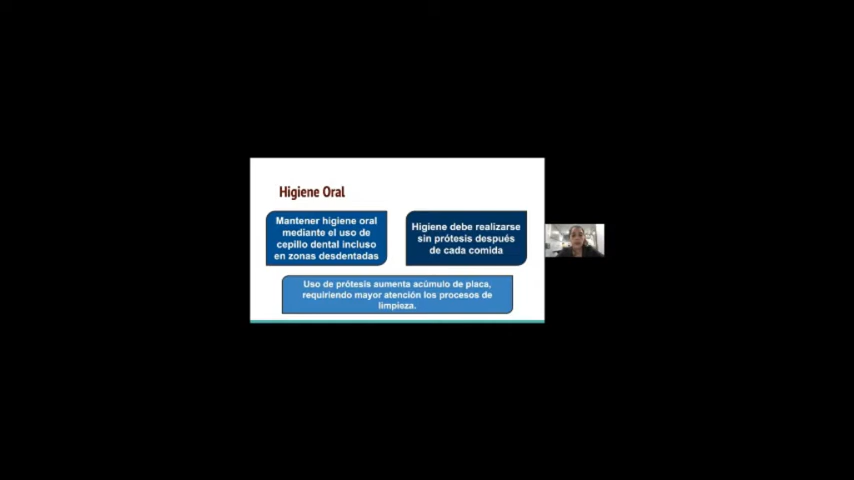 Higiene Oral
Mantener higiene oral
mediante el uso de
cepillo dental incluso
en zonas desdentadas
Higiene debe realizarse
sin prótesis después
de cada comida
Uso de prótesis aumenta acúmulo de placa,
requiriendo mayor atención los procesos de
limpieza.